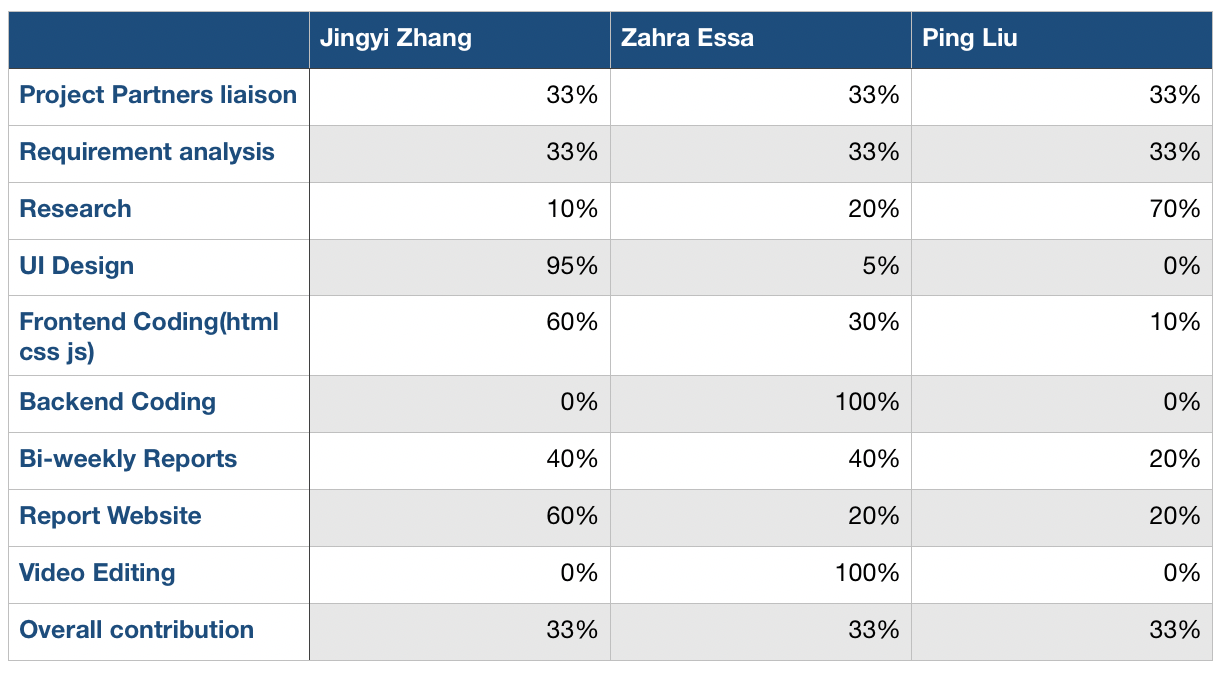 Jingyi Zhang Zahra Essa Ping Liu
Project Partners liaison 33% 33% 33%
Requirement analysis 33% 33% 33%
Research 10% 20% 70%
UI Design 95% 5% 0%
Frontend Coding(html 60% 30% 10%
css js)
Backend Coding 0% 100% 0%
Bi-weekly Reports 40% 40% 20%
Report Website 60% 20% 20%
Video Editing 0% 100% 0%
Overall contribution 33% 33% 33%